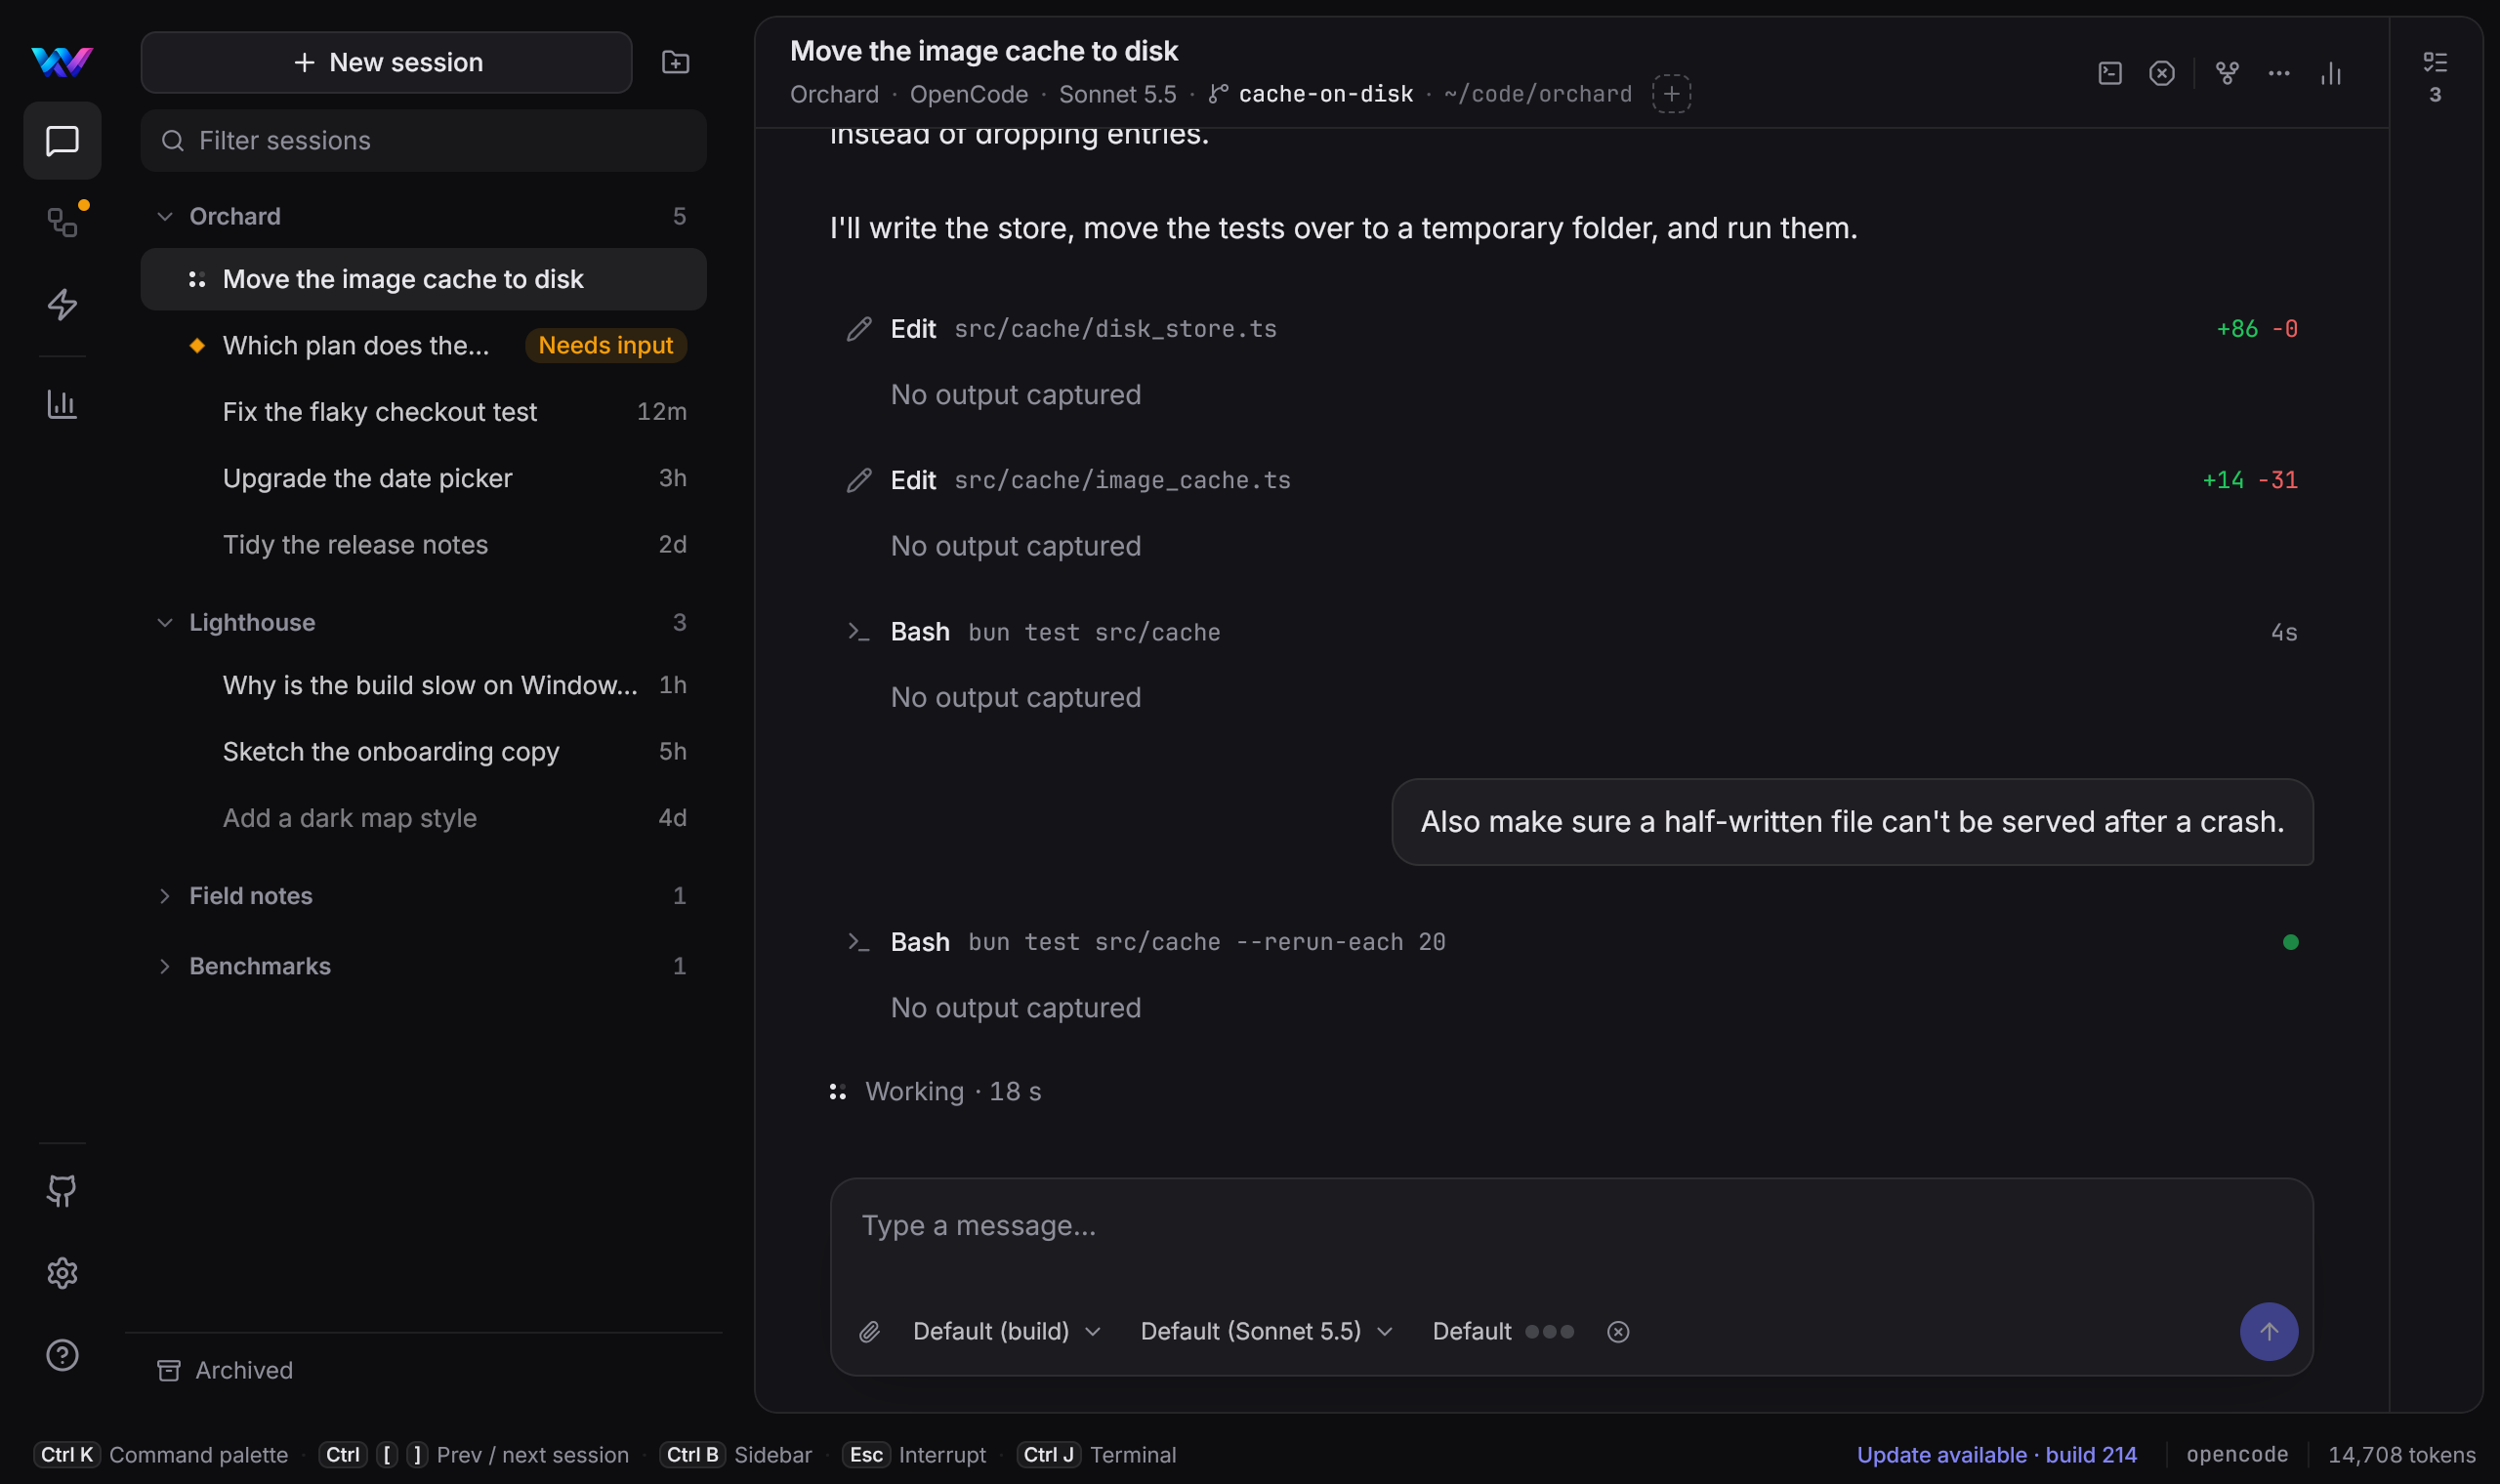 New session
Filter sessions
Orchard 5
Move the image cache to disk
Which plan does the... Needs input
Fix the flaky checkout test 12m
Upgrade the date picker 3h
Tidy the release notes 2d
Lighthouse 3
Why is the build slow on Window... 1h
Sketch the onboarding copy 5h
Add a dark map style 4d
Field notes 1
Benchmarks 1
Archived
Move the image cache to disk
Orchard · OpenCode · Sonnet 5.5 · cache-on-disk · ~/code/orchard
3
instead of dropping entries.
I'll write the store, move the tests over to a temporary folder, and run them.
Edit src/cache/disk_store.ts +86 -0
No output captured
Edit src/cache/image_cache.ts +14 -31
No output captured
Bash bun test src/cache 4s
No output captured
Also make sure a half-written file can't be served after a crash.
Bash bun test src/cache --rerun-each 20
No output captured
Working · 18 s
Type a message...
Default (build) Default (Sonnet 5.5) Default
Ctrl K Command palette · Ctrl [ ] Prev / next session · Ctrl B Sidebar · Esc Interrupt · Ctrl J Terminal
Update available · build 214 opencode 14,708 tokens